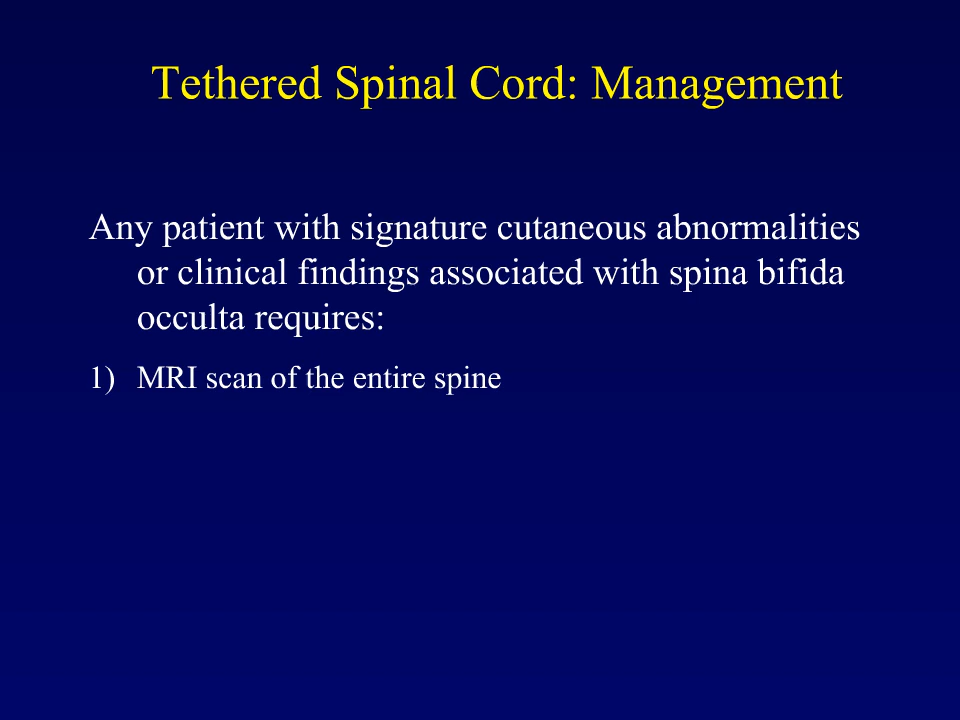 Tethered Spinal Cord: Management
Any patient with signature cutaneous abnormalities
or clinical findings associated with spina bifida
occulta requires:
1) MRI scan of the entire spine